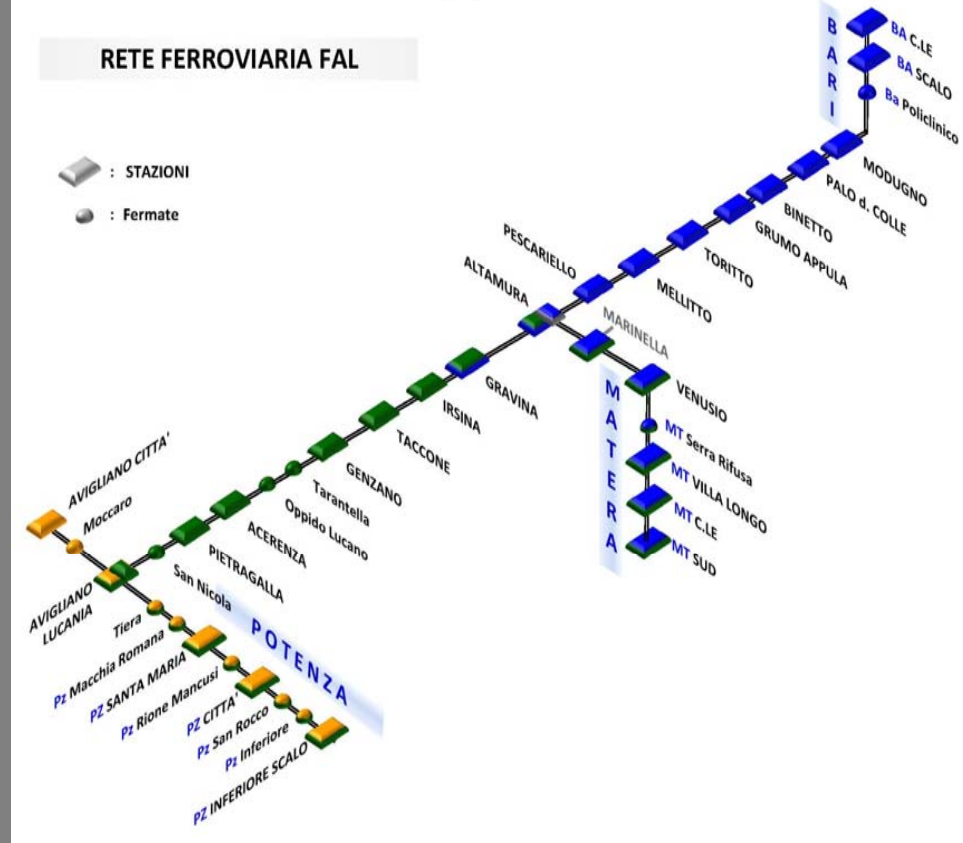 RETE FERROVIARIA FAL
: STAZIONI
: Fermate
BARI
BA C.LE
BA SCALO
Ba Policlinico
MODUGNO
PALO d. COLLE
BINETTO
GRUMO APPULA
TORITTO
MELLITTO
PESCARIELLO
ALTAMURA
MARINELLA
VENUSIO
MATERA
MT Serra Rifusa
MT VILLA LONGO
MT C.LE
MT SUD
GRAVINA
IRSINA
TACCONE
GENZANO
Tarantella
Oppido Lucano
ACERENZA
PIETRAGALLA
San Nicola
AVIGLIANO CITTA'
Moccaro
AVIGLIANO
LUCANIA
POTENZA
Tiera
Pz Macchia Romana
PZ SANTA MARIA
Pz Rione Mancusi
PZ CITTA'
Pz San Rocco
Pz Inferiore
PZ INFERIORE SCALO